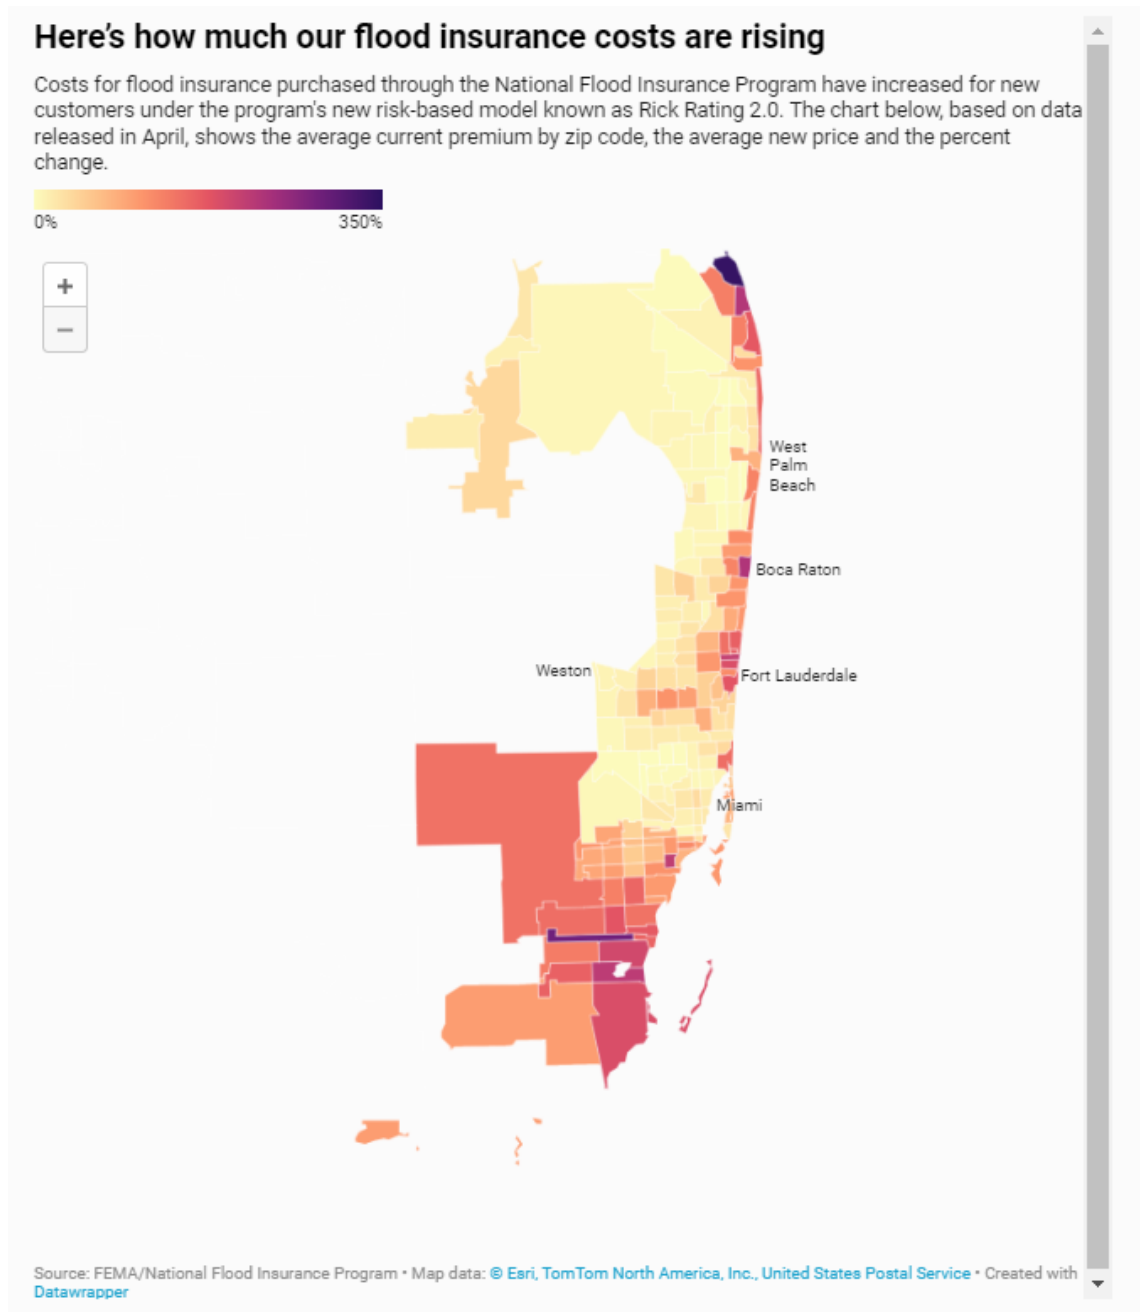 Here’s how much our flood insurance costs are rising
Costs for flood insurance purchased through the National Flood Insurance Program have increased for new
customers under the program's new risk-based model known as Rick Rating 2.0. The chart below, based on data
released in April, shows the average current premium by zip code, the average new price and the percent
change.
0%
350%
+
−
West
Palm
Beach
Boca Raton
Weston
Fort Lauderdale
Miami
Source: FEMA/National Flood Insurance Program • Map data: © Esri, TomTom North America, Inc., United States Postal Service • Created with
Datawrapper